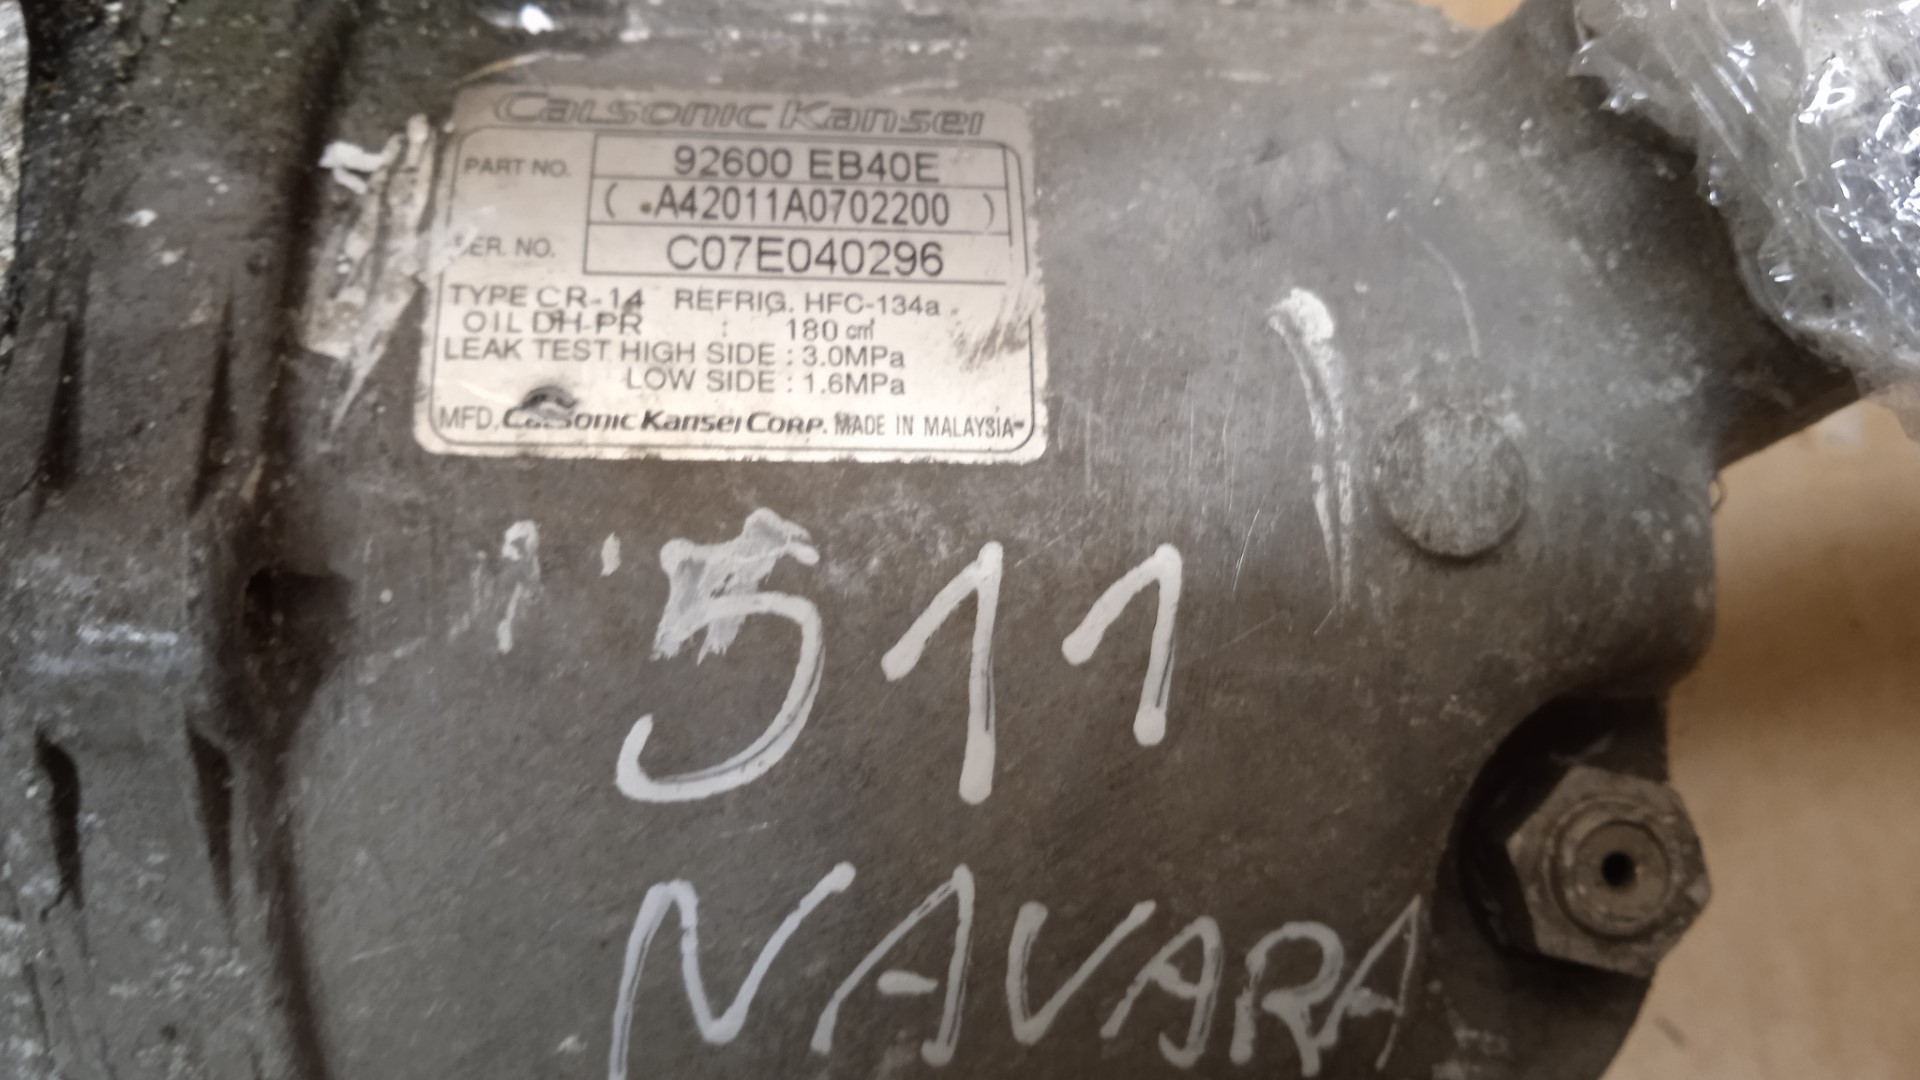 Calsonic Kansei
PART NO. 92600 EB40E
( .A42011A0702200 )
SER. NO. C07E040296
TYPE CR-14 REFRIG. HFC-134a
OIL DH-PR : 180 cm³
LEAK TEST HIGH SIDE : 3.0MPa
LOW SIDE : 1.6MPa
MFD. Calsonic Kansei Corp. MADE IN MALAYSIA
511
NAVARA